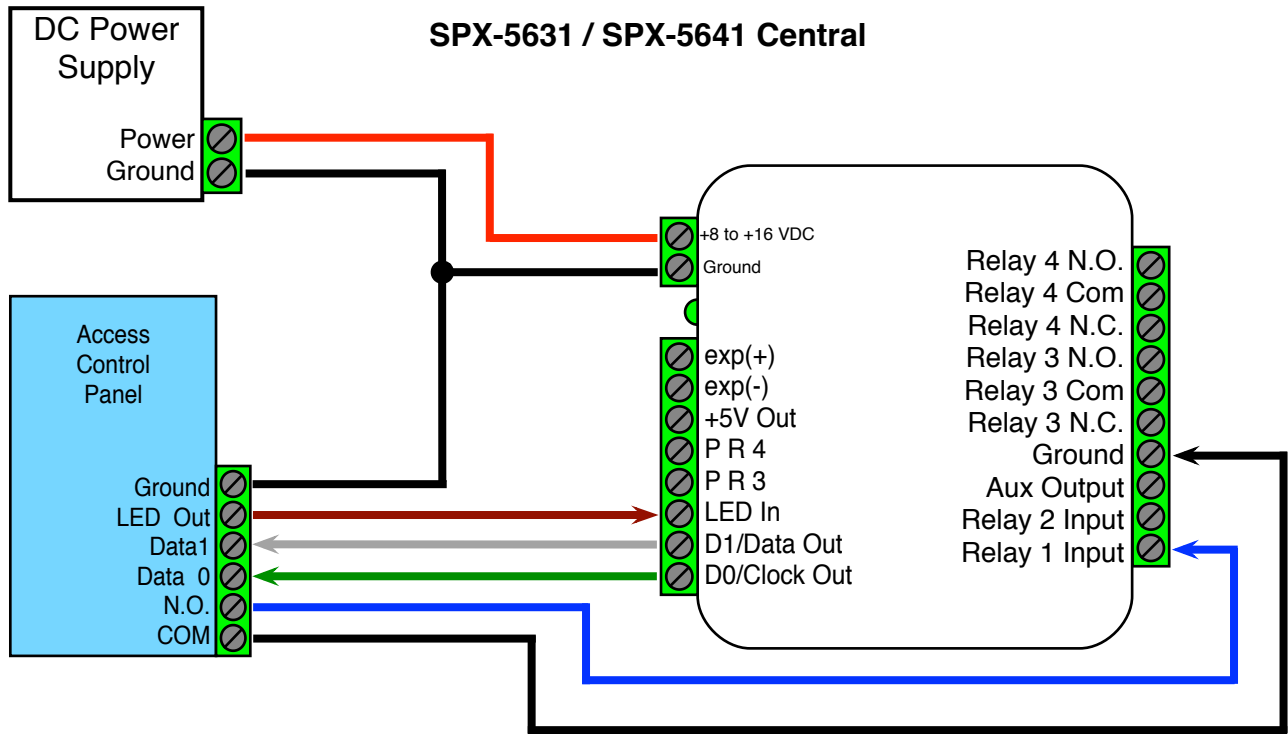 SPX-5631 / SPX-5641 Central
DC Power
Supply
Power
Ground
Access
Control
Panel
Ground
LED Out
Data1
Data 0
N.O.
COM
+8 to +16 VDC
Ground
exp(+)
exp(-)
+5V Out
P R 4
P R 3
LED In
D1/Data Out
D0/Clock Out
Relay 4 N.O.
Relay 4 Com
Relay 4 N.C.
Relay 3 N.O.
Relay 3 Com
Relay 3 N.C.
Ground
Aux Output
Relay 2 Input
Relay 1 Input